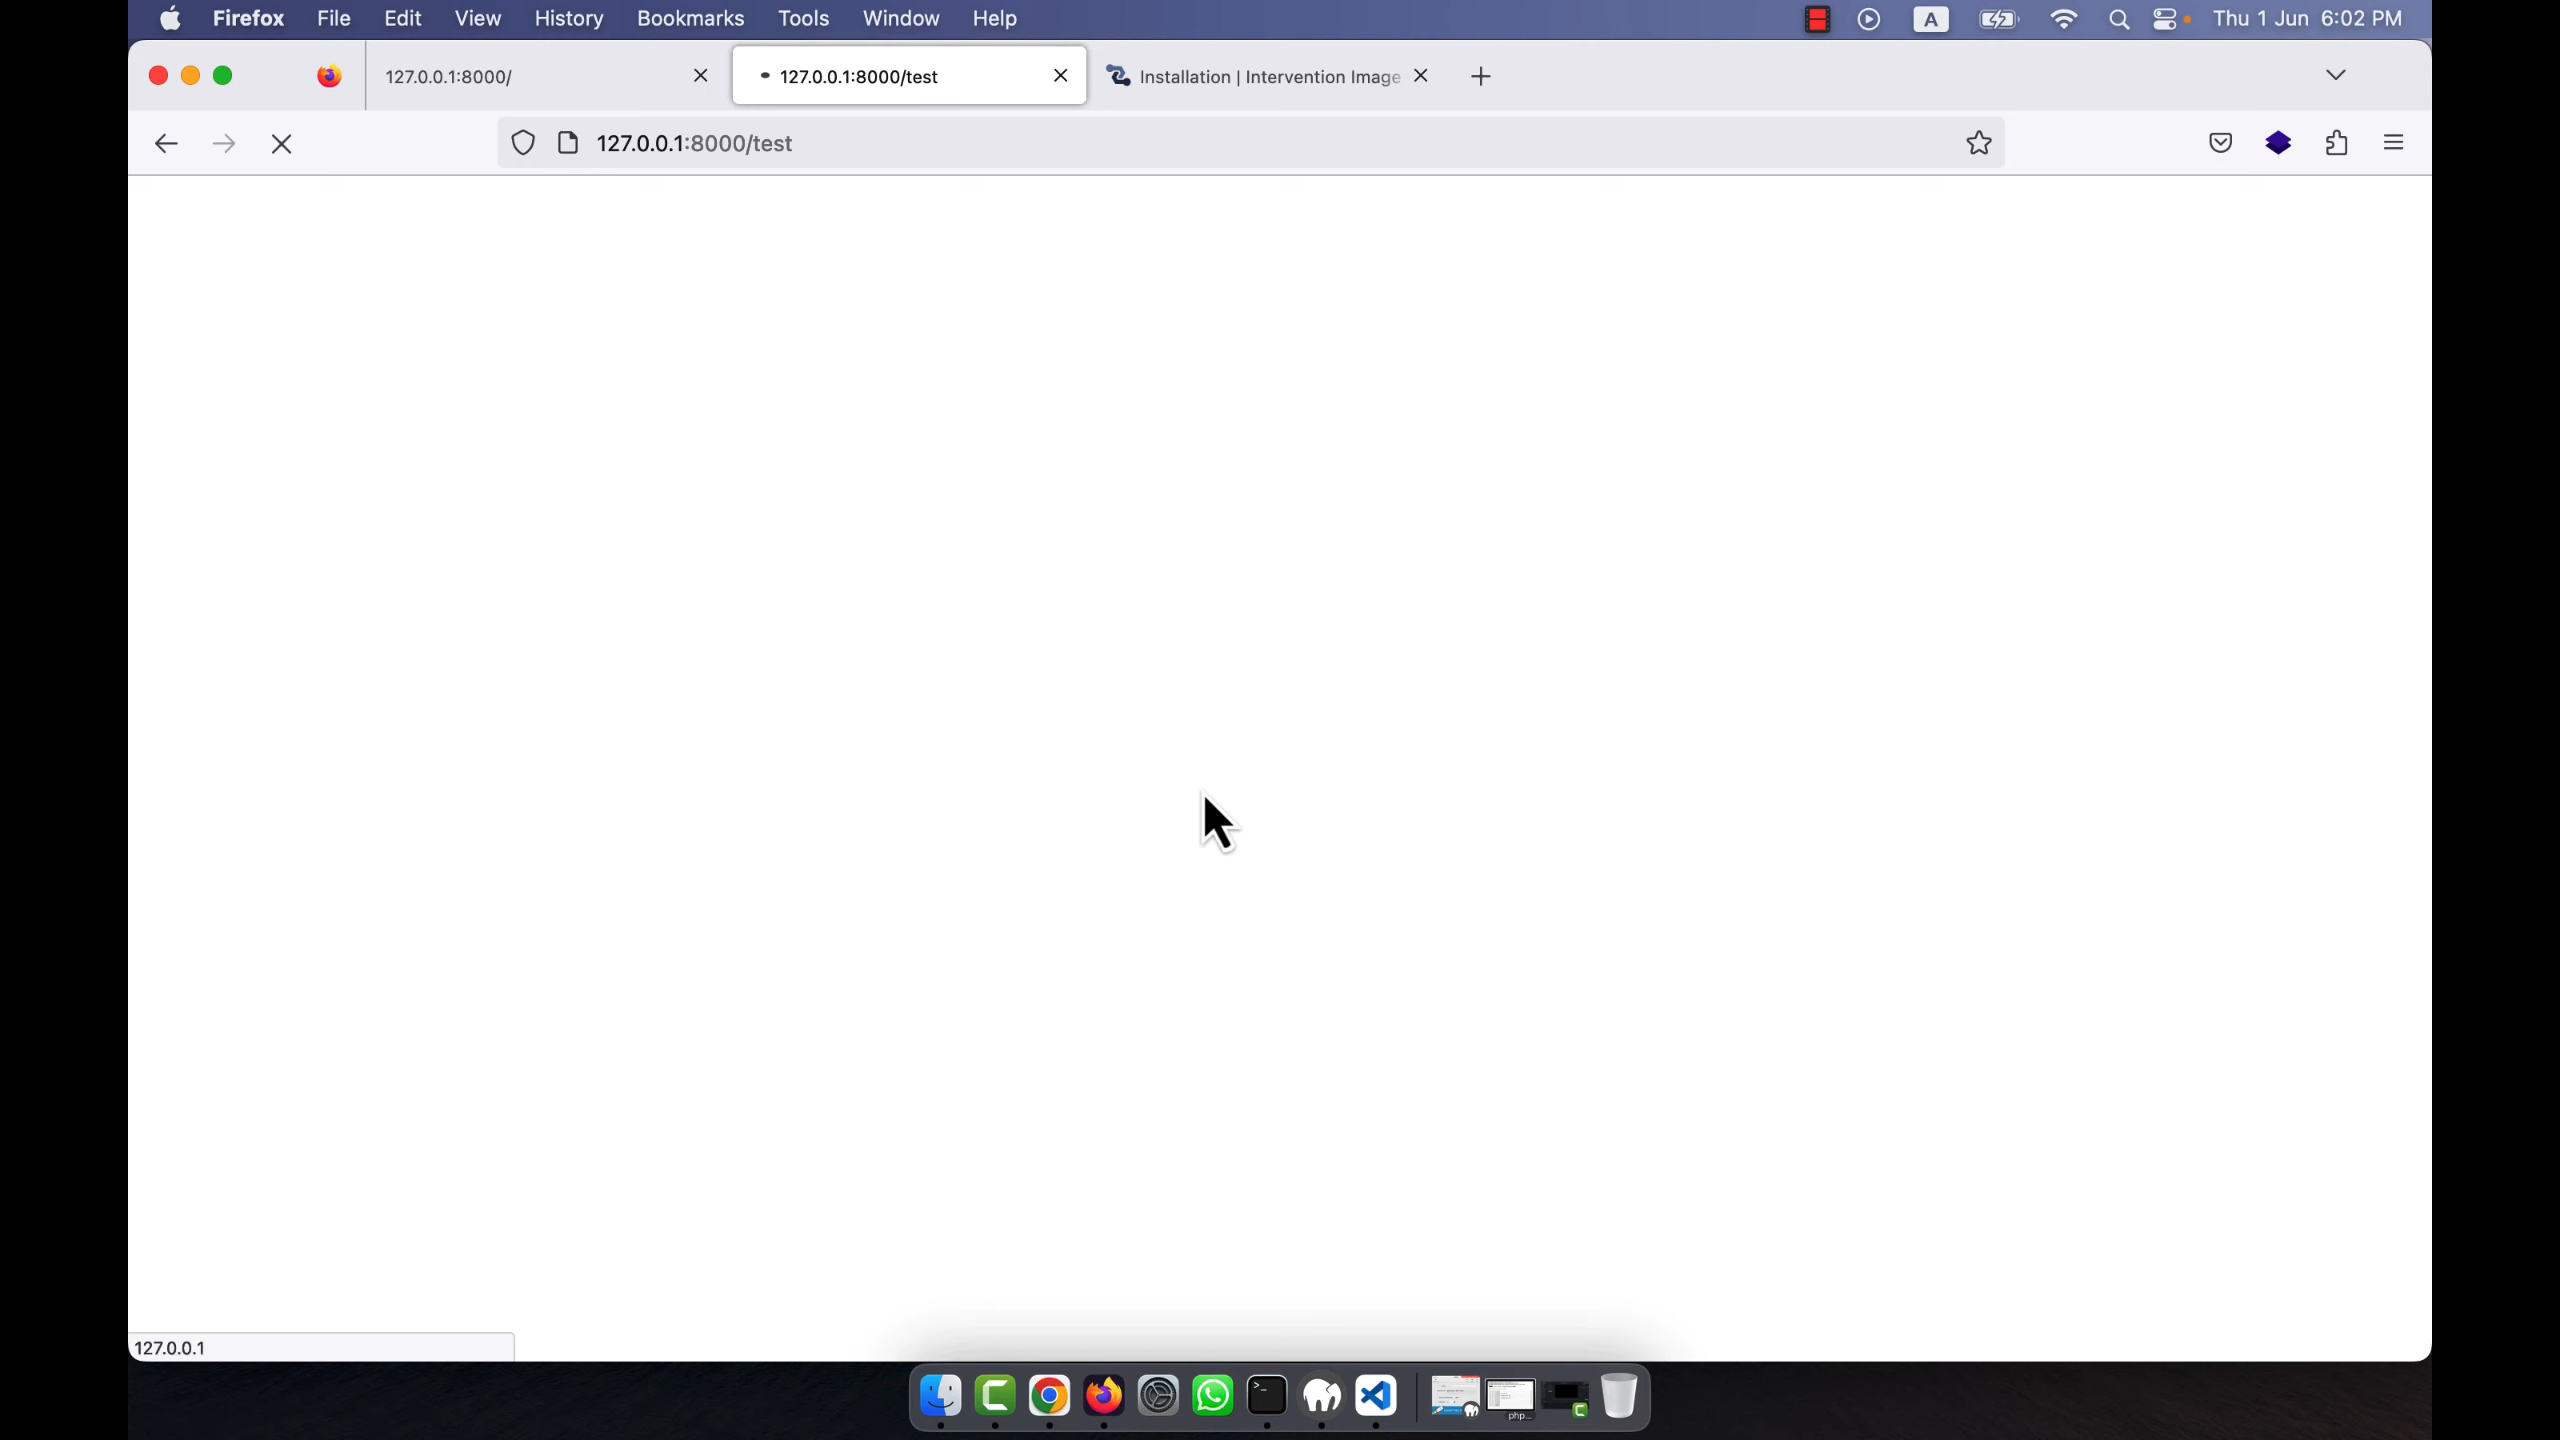 Firefox File Edit View History Bookmarks Tools Window Help A Thu 1 Jun 6:02 PM
127.0.0.1:8000/ 127.0.0.1:8000/test Installation | Intervention Image
127.0.0.1:8000/test
127.0.0.1
php...